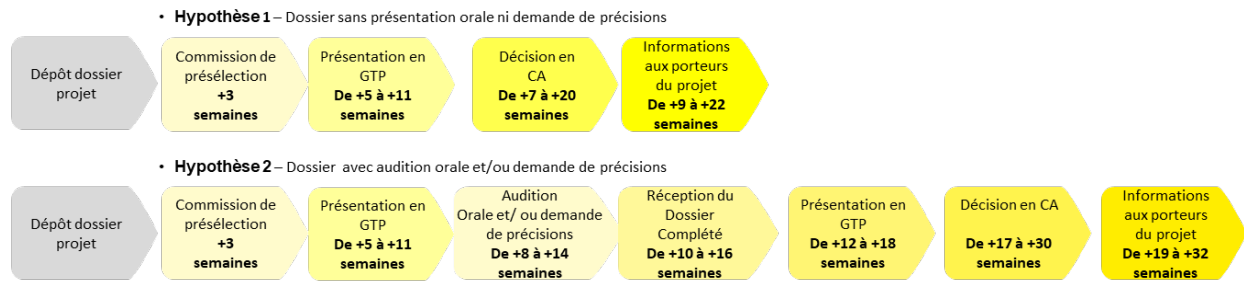 • Hypothèse 1 – Dossier sans présentation orale ni demande de précisions
Dépôt dossier
projet
Commission de
présélection
+3
semaines
Présentation en
GTP
De +5 à +11
semaines
Décision en
CA
De +7 à +20
semaines
Informations
aux porteurs
du projet
De +9 à +22
semaines
• Hypothèse 2 – Dossier avec audition orale et/ou demande de précisions
Dépôt dossier
projet
Commission de
présélection
+3
semaines
Présentation en
GTP
De +5 à +11
semaines
Audition
Orale et/ ou demande
de précisions
De +8 à +14
semaines
Réception du
Dossier
Complété
De +10 à +16
semaines
Présentation en
GTP
De +12 à +18
semaines
Décision en CA
De +17 à +30
semaines
Informations
aux porteurs
du projet
De +19 à +32
semaines